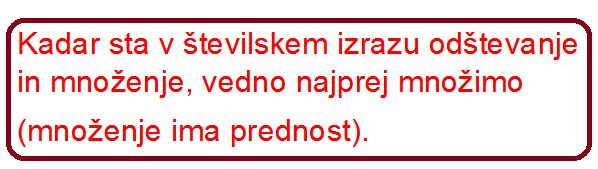 Kadar sta v številskem izrazu odštevanje
in množenje, vedno najprej množimo
(množenje ima prednost).